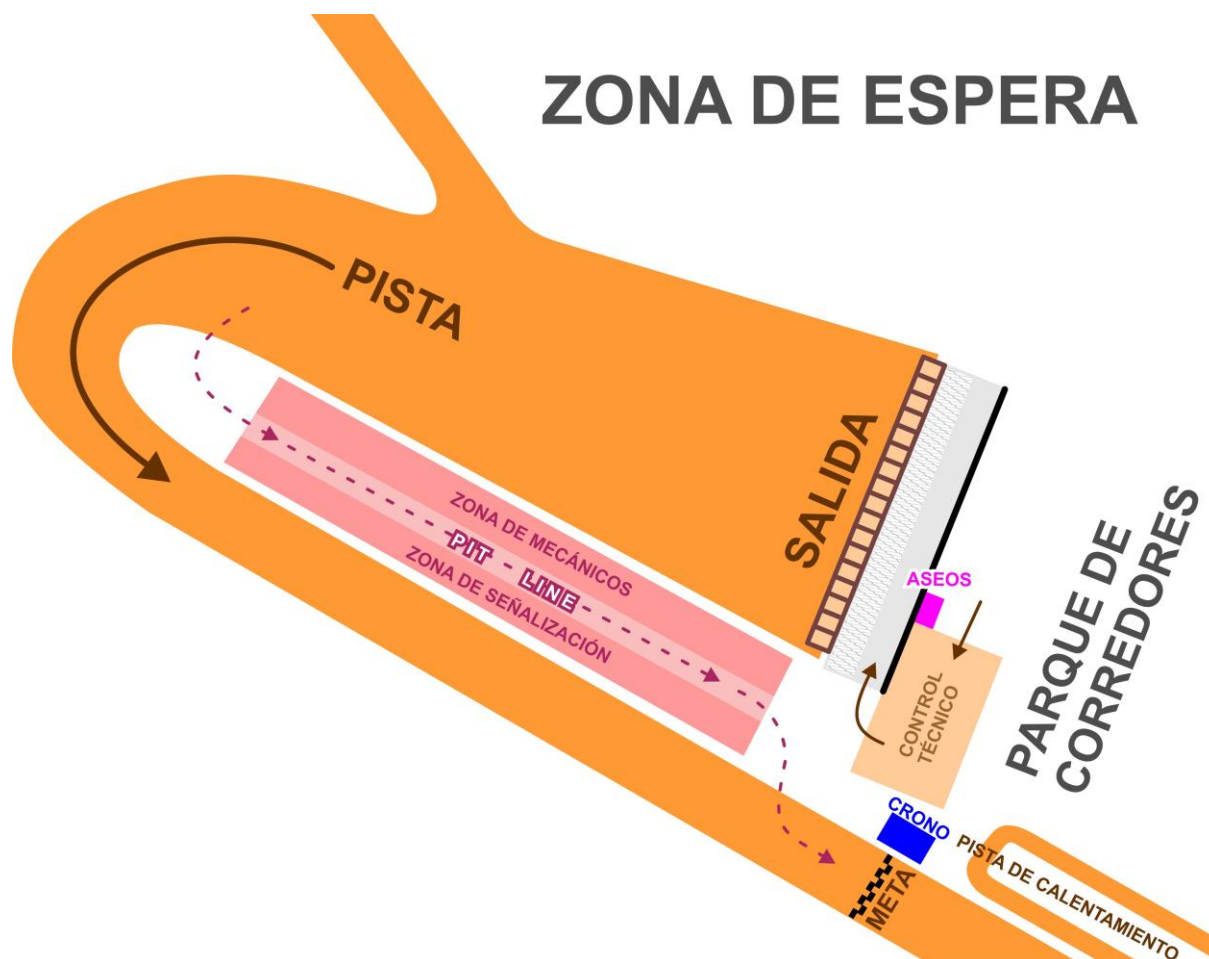 ZONA DE ESPERA
PISTA
SALIDA
ZONA DE MECÁNICOS
PIT - LINE
ZONA DE SEÑALIZACIÓN
ASEOS
PARQUE DE
CORREDORES
CONTROL
TÉCNICO
CRONO
PISTA DE CALENTAMIENTO
META